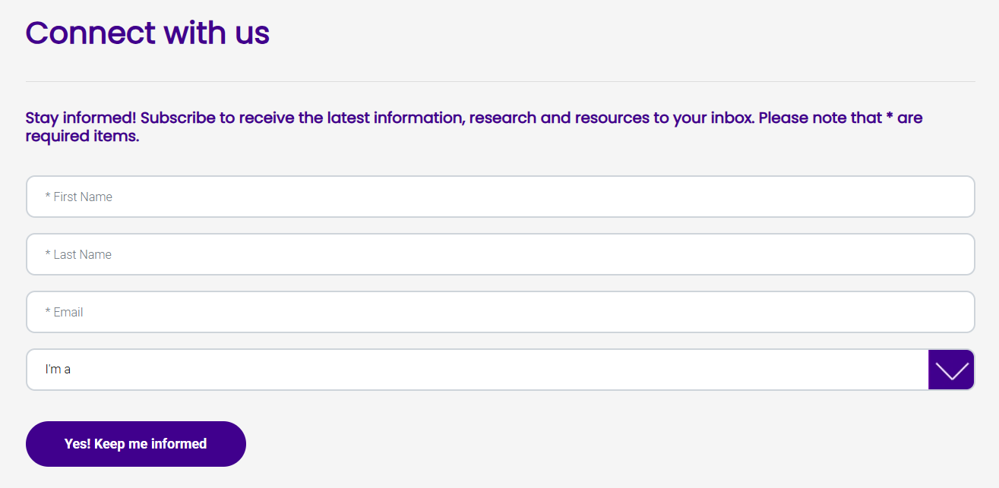 Connect with us
Stay informed! Subscribe to receive the latest information, research and resources to your inbox. Please note that * are
required items.
* First Name
* Last Name
* Email
I'm a
Yes! Keep me informed